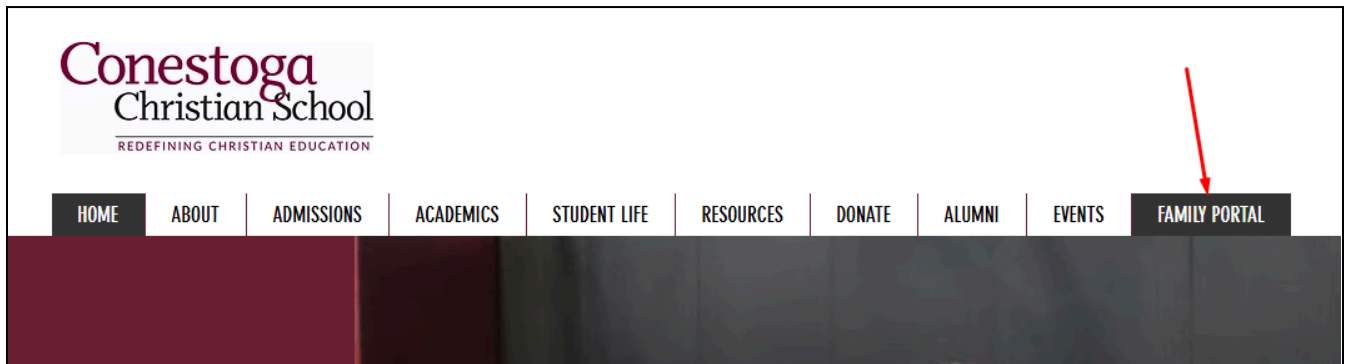 Conestoga
Christian School
REDEFINING CHRISTIAN EDUCATION
HOME ABOUT ADMISSIONS ACADEMICS STUDENT LIFE RESOURCES DONATE ALUMNI EVENTS FAMILY PORTAL